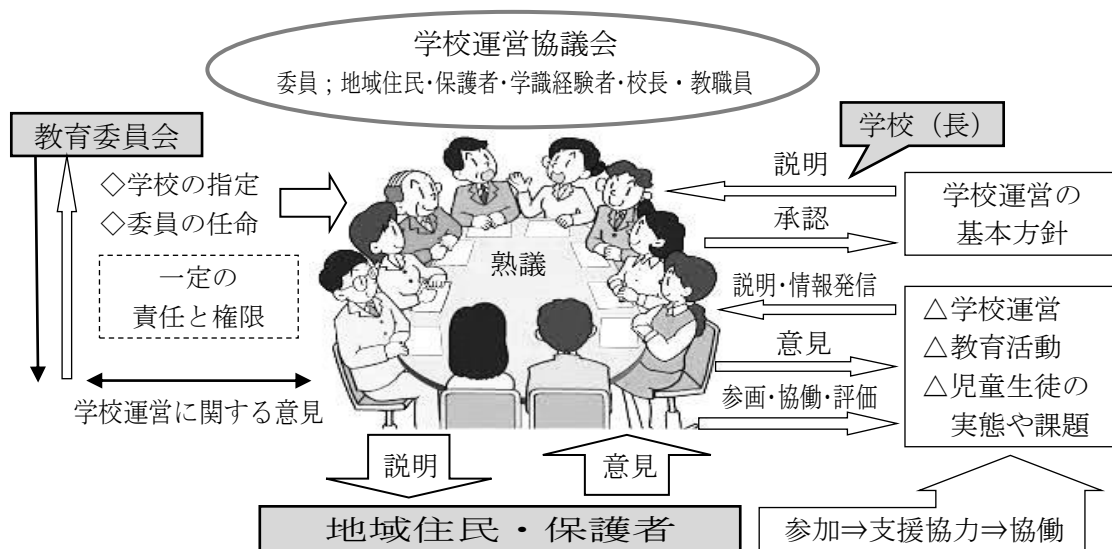 学校運営協議会
委員；地域住民・保護者・学識経験者・校長・教職員
教育委員会
◇学校の指定
◇委員の任命
一定の
責任と権限
学校運営に関する意見
熟議
学校（長）
説明
承認
学校運営の
基本方針
説明・情報発信
意見
参画・協働・評価
△学校運営
△教育活動
△児童生徒の
実態や課題
説明
意見
地域住民・保護者
参加⇒支援協力⇒協働